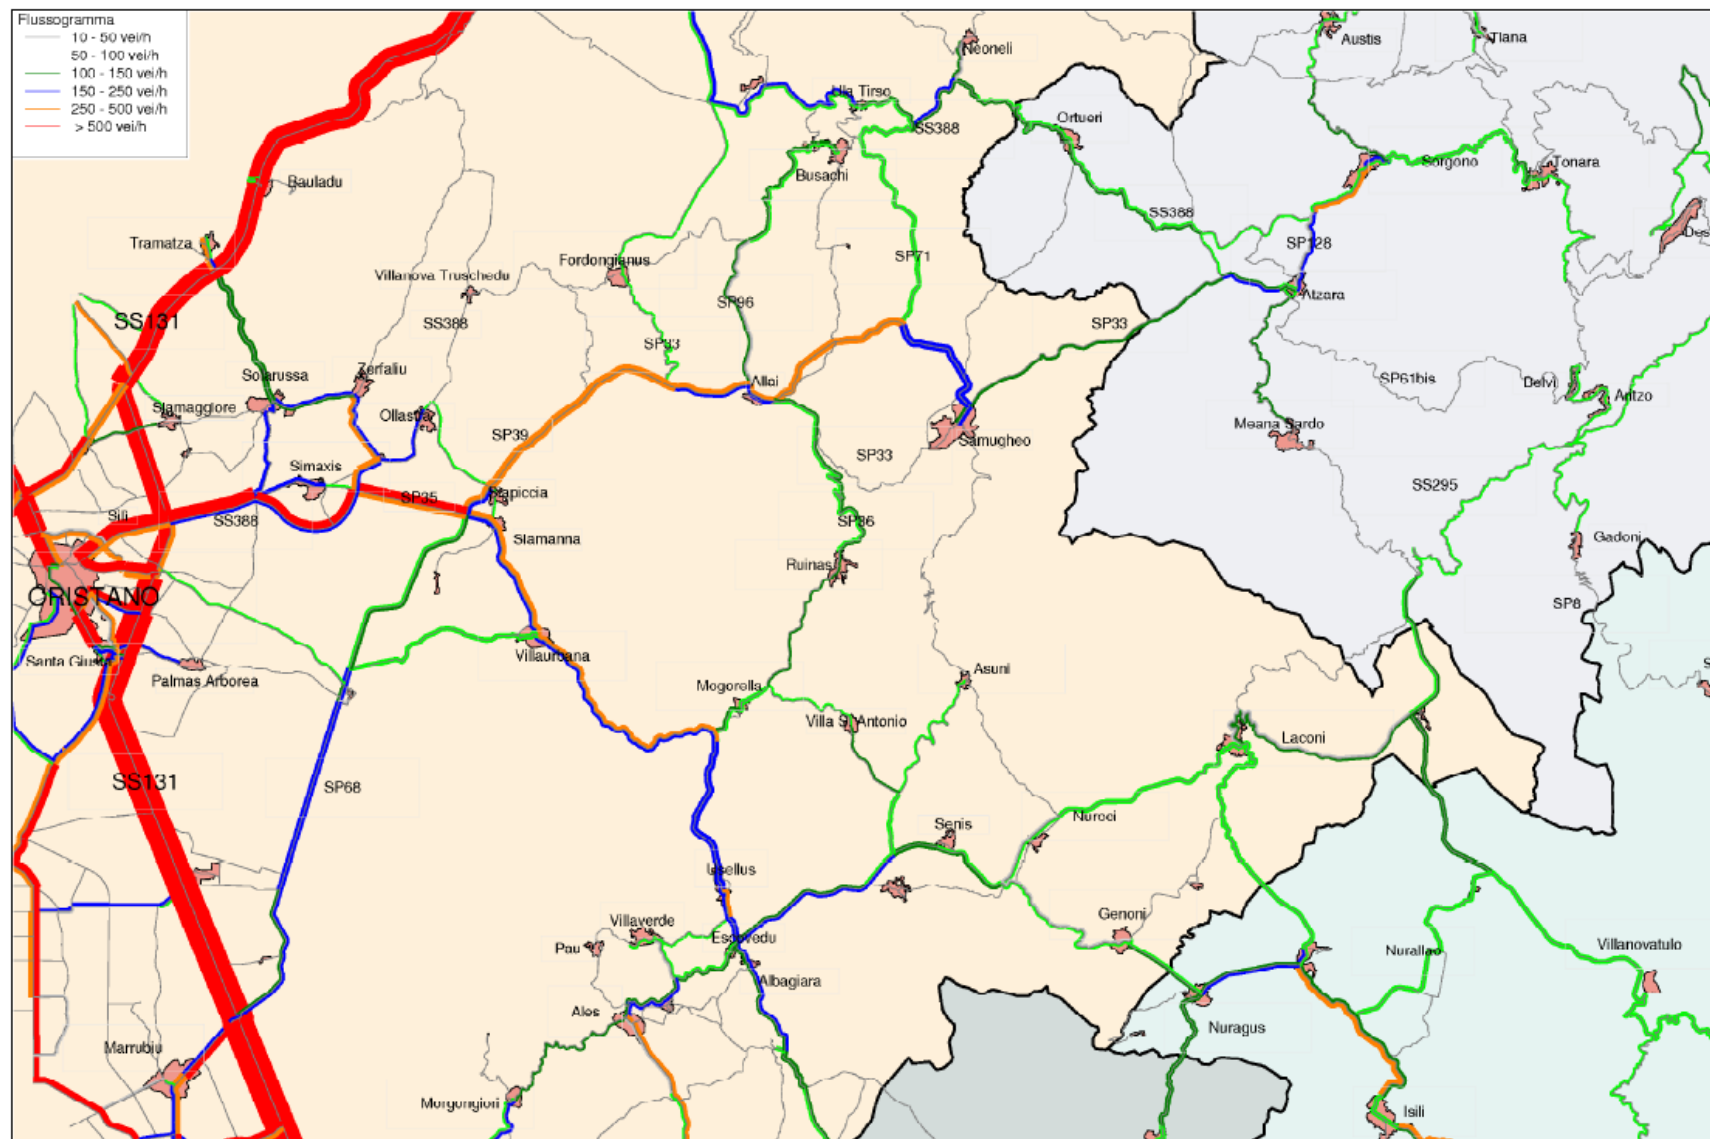 Flussogramma
10 - 50 vei/h
50 - 100 vei/h
100 - 150 vei/h
150 - 250 vei/h
250 - 500 vei/h
> 500 vei/h
Neoneli
Austis
Tiana
Ula Tirso
SS388
Ortueri
Sorgono
Tonara
Busachi
Bauladu
SS388
Des
Tramatza
Villanova Truschedu
Fordongianus
SP71
SP128
Atzara
SP96
SS131
SS388
SP33
SP33
Solarussa
Zerfaliu
Allai
SP61bis
Belvi
Aritzo
Siamaggiore
Ollastra
SP39
Samugheo
Meana Sardo
SP33
Simaxis
SP35
Siapiccia
SS295
Sili
SS388
SP36
Siamanna
Gadoni
Ruinas
ORISTANO
SP8
Santa Giusta
Villaurbana
Palmas Arborea
Asuni
Mogorella
Villa S. Antonio
Laconi
SS131
SP68
Senis
Nuroci
Usellus
Villaverde
Genoni
Pau
Escovedu
Nurallao
Villanovatulo
Albagiara
Ales
Nuragus
Marrubiu
Morgongiori
Isili